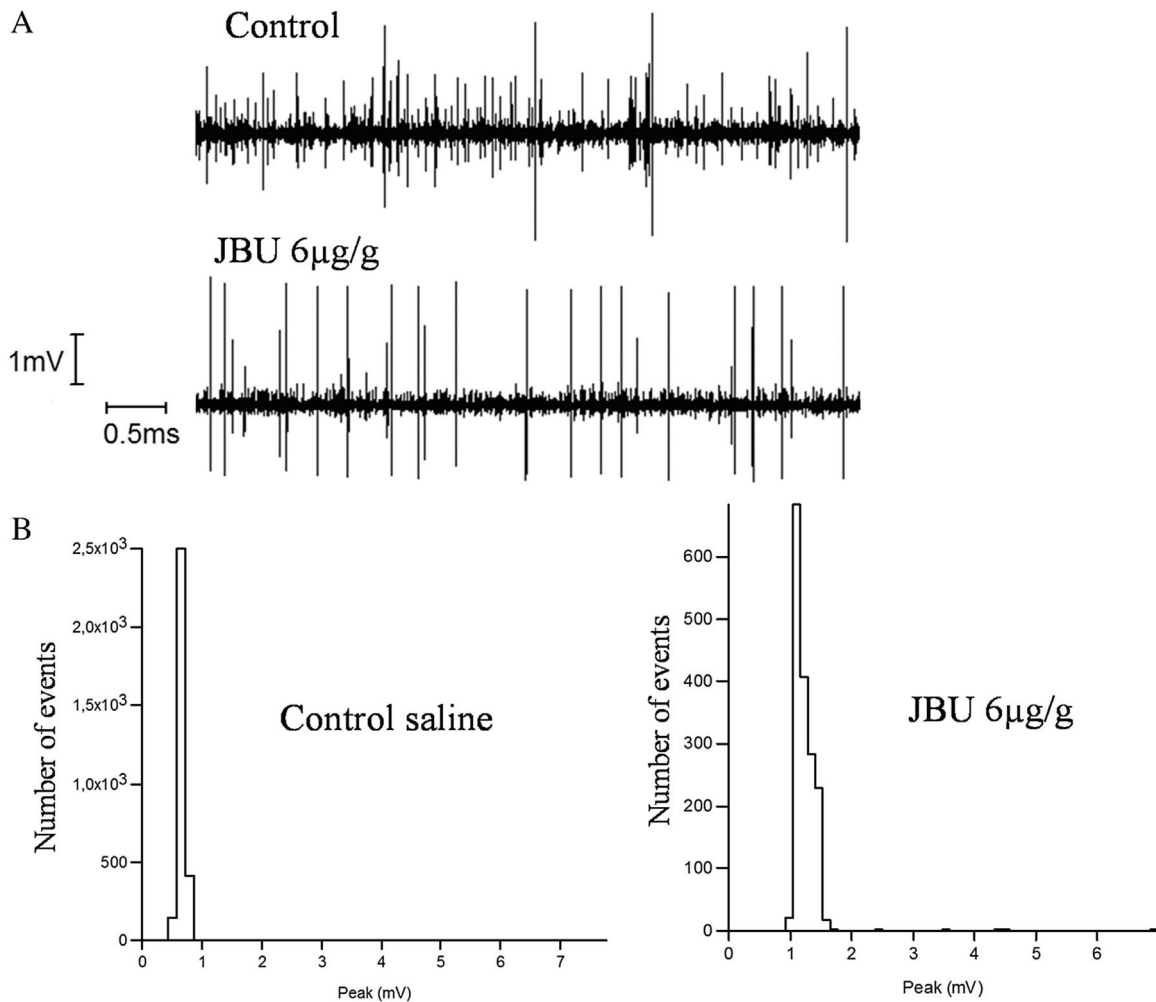 A
Control
JBU 6µg/g
1mV
0.5ms
B
2,5x10³
2,0x10³
1,5x10³
1,0x10³
500
0
Number of events
Control saline
0 1 2 3 4 5 6 7
Peak (mV)
600
500
400
300
200
100
0
Number of events
JBU 6µg/g
0 1 2 3 4 5 6
Peak (mV)